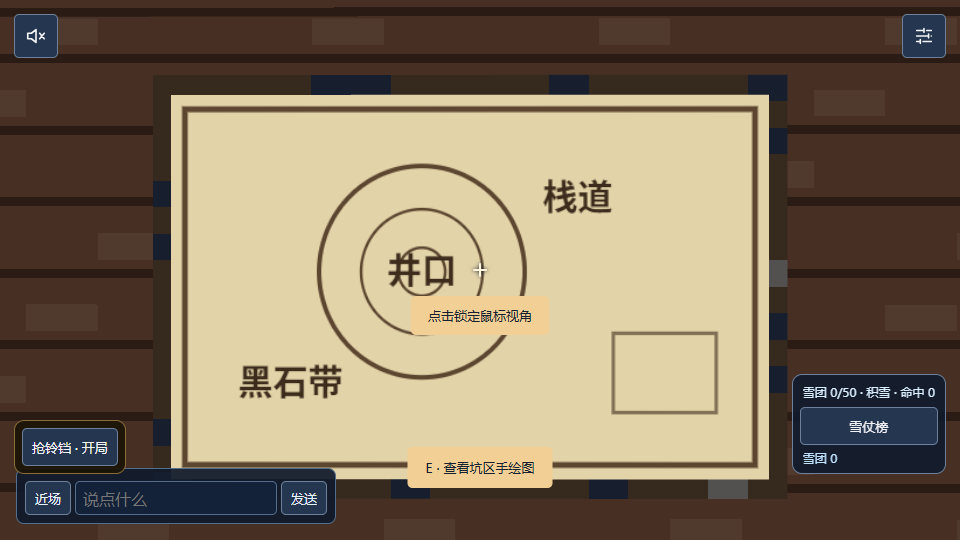 栈道
井口
点击锁定鼠标视角
黑石带
雪团 0/50 · 积雪 · 命中 0
雪仗榜
雪团 0
抢铃铛 · 开局
E · 查看坑区手绘图
近场
说点什么
发送